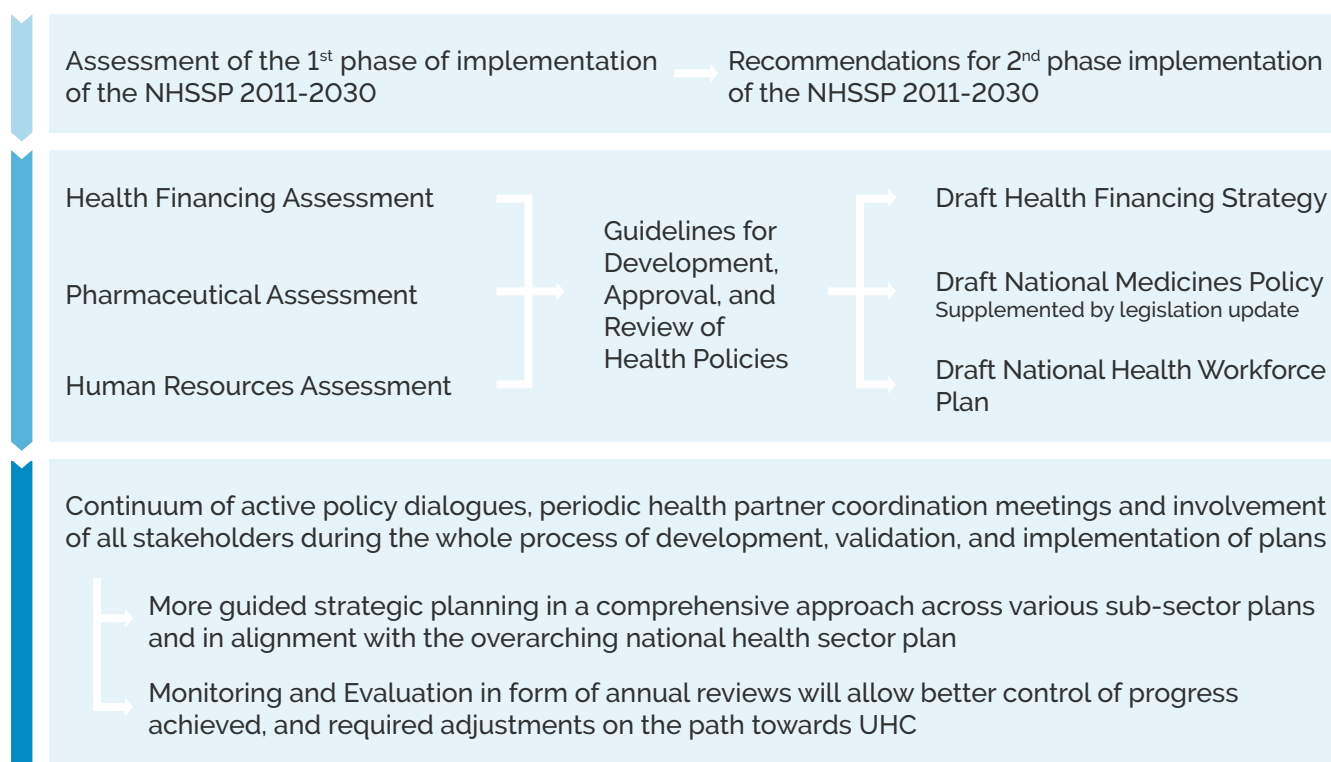 Assessment of the 1st phase of implementation
of the NHSSP 2011-2030
Recommendations for 2nd phase implementation
of the NHSSP 2011-2030
Health Financing Assessment
Pharmaceutical Assessment
Human Resources Assessment
Guidelines for
Development,
Approval, and
Review of
Health Policies
Draft Health Financing Strategy
Draft National Medicines Policy
Supplemented by legislation update
Draft National Health Workforce
Plan
Continuum of active policy dialogues, periodic health partner coordination meetings and involvement
of all stakeholders during the whole process of development, validation, and implementation of plans
More guided strategic planning in a comprehensive approach across various sub-sector plans
and in alignment with the overarching national health sector plan
Monitoring and Evaluation in form of annual reviews will allow better control of progress
achieved, and required adjustments on the path towards UHC